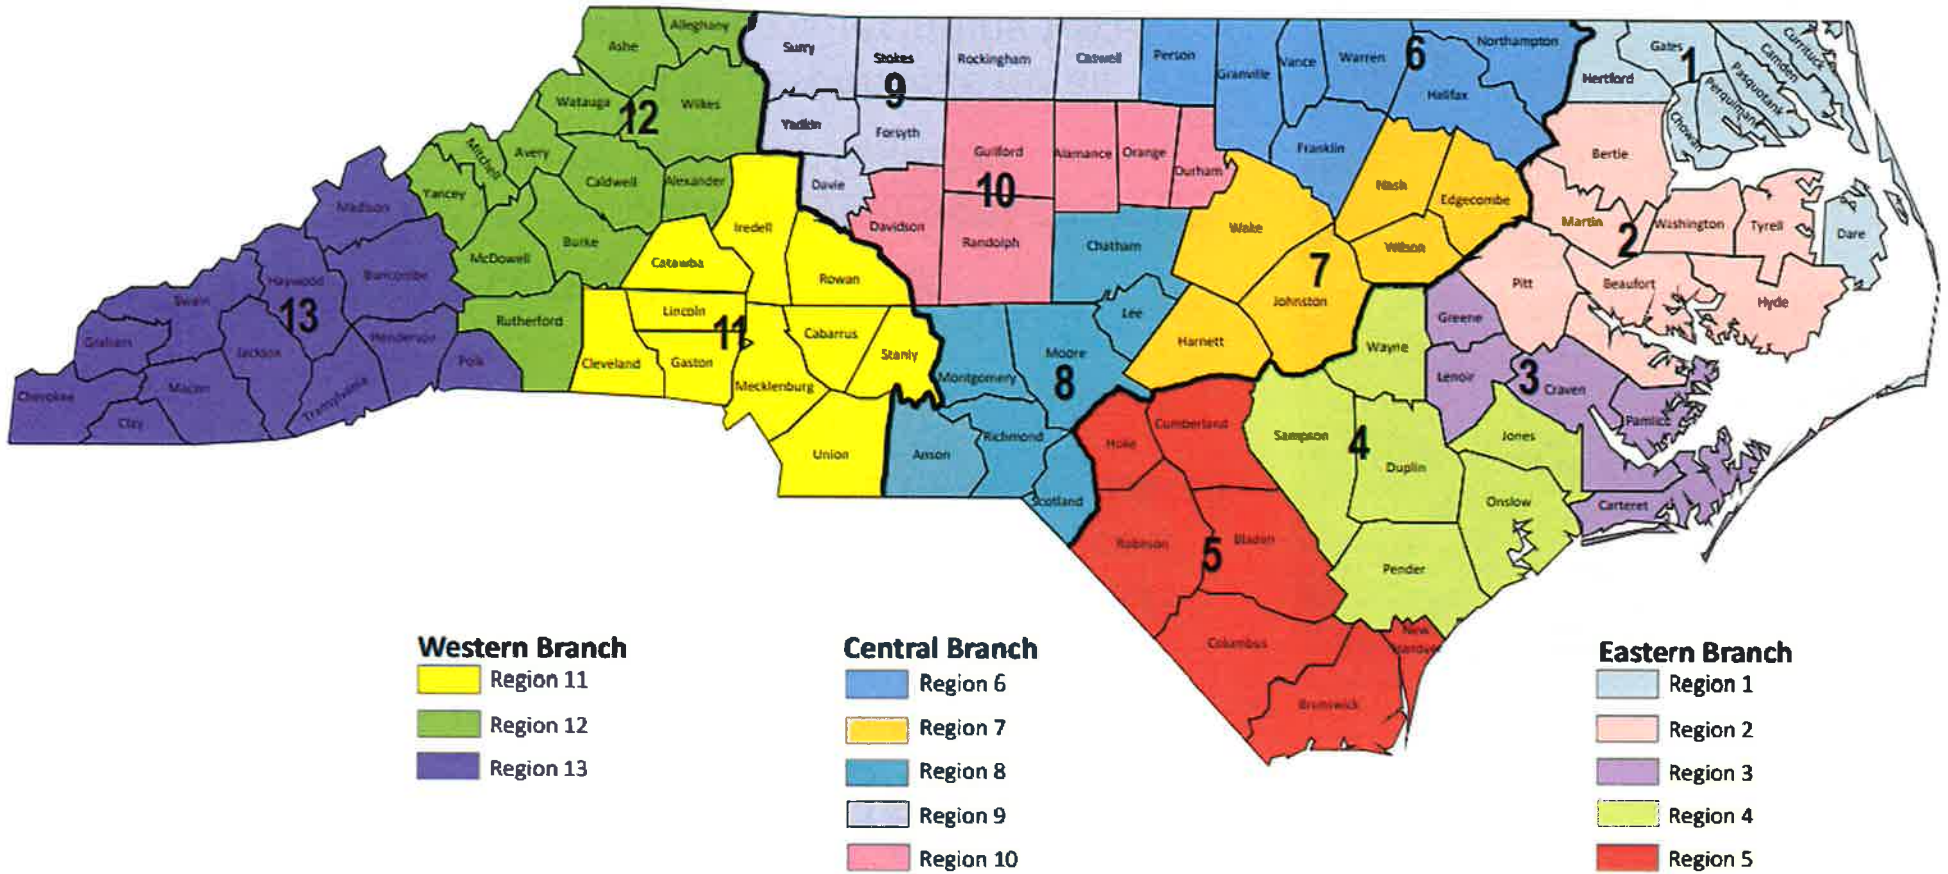 Alleghany
Ashe
Surry
Stokes
Rockingham
Caswell
Person
Granville
Vance
Warren
6
Northampton
Gates
1
Currituck
Camden
Pasquotank
Perquimans
Chowan
Hertford
Halifax
Watauga
12
Wilkes
9
Yadkin
Forsyth
Guilford
Alamance
Orange
Durham
Franklin
Nash
Edgecombe
Bertie
Mitchell
Avery
Yancey
Caldwell
Alexander
Davie
10
Madison
Iredell
Davidson
Randolph
Chatham
Wake
Wilson
Martin
2
Washington
Tyrell
Dare
McDowell
Burke
Catawba
Rowan
7
Johnston
Pitt
Beaufort
Hyde
Swain
Haywood
Buncombe
13
Rutherford
Lincoln
11
Cabarrus
Lee
Greene
Graham
Jackson
Henderson
Polk
Cleveland
Gaston
Stanly
Moore
8
Harnett
Wayne
Lenoir
3
Craven
Cherokee
Macon
Transylvania
Clay
Mecklenburg
Montgomery
Union
Anson
Richmond
Scotland
Hoke
Cumberland
Sampson
4
Duplin
Jones
Pamlico
Onslow
Carteret
Robinson
5
Bladen
Pender
Columbus
New
Hanover
Brunswick
Western Branch
Region 11
Region 12
Region 13
Central Branch
Region 6
Region 7
Region 8
Region 9
Region 10
Eastern Branch
Region 1
Region 2
Region 3
Region 4
Region 5